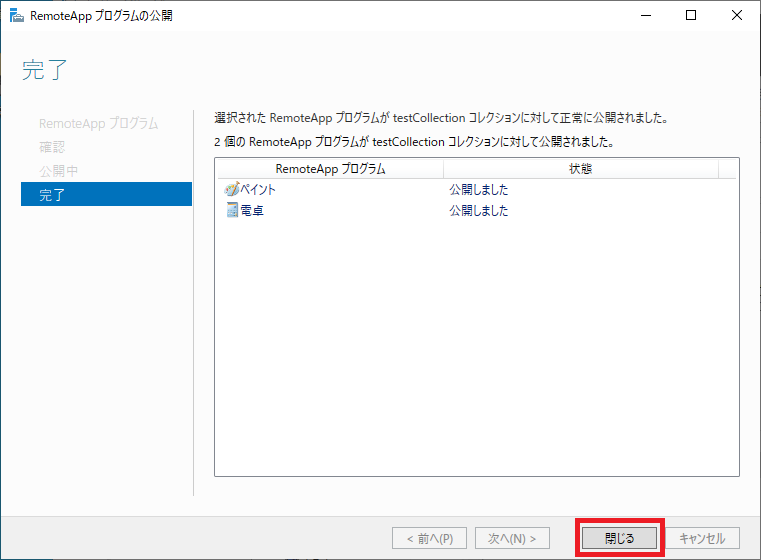 RemoteApp プログラムの公開
完了
RemoteApp プログラム
確認
公開中
完了
選択された RemoteApp プログラムが testCollection コレクションに対して正常に公開されました。
2 個の RemoteApp プログラムが testCollection コレクションに対して公開されました。
RemoteApp プログラム 状態
ペイント 公開しました
電卓 公開しました
< 前へ(P) 次へ(N) > 閉じる キャンセル